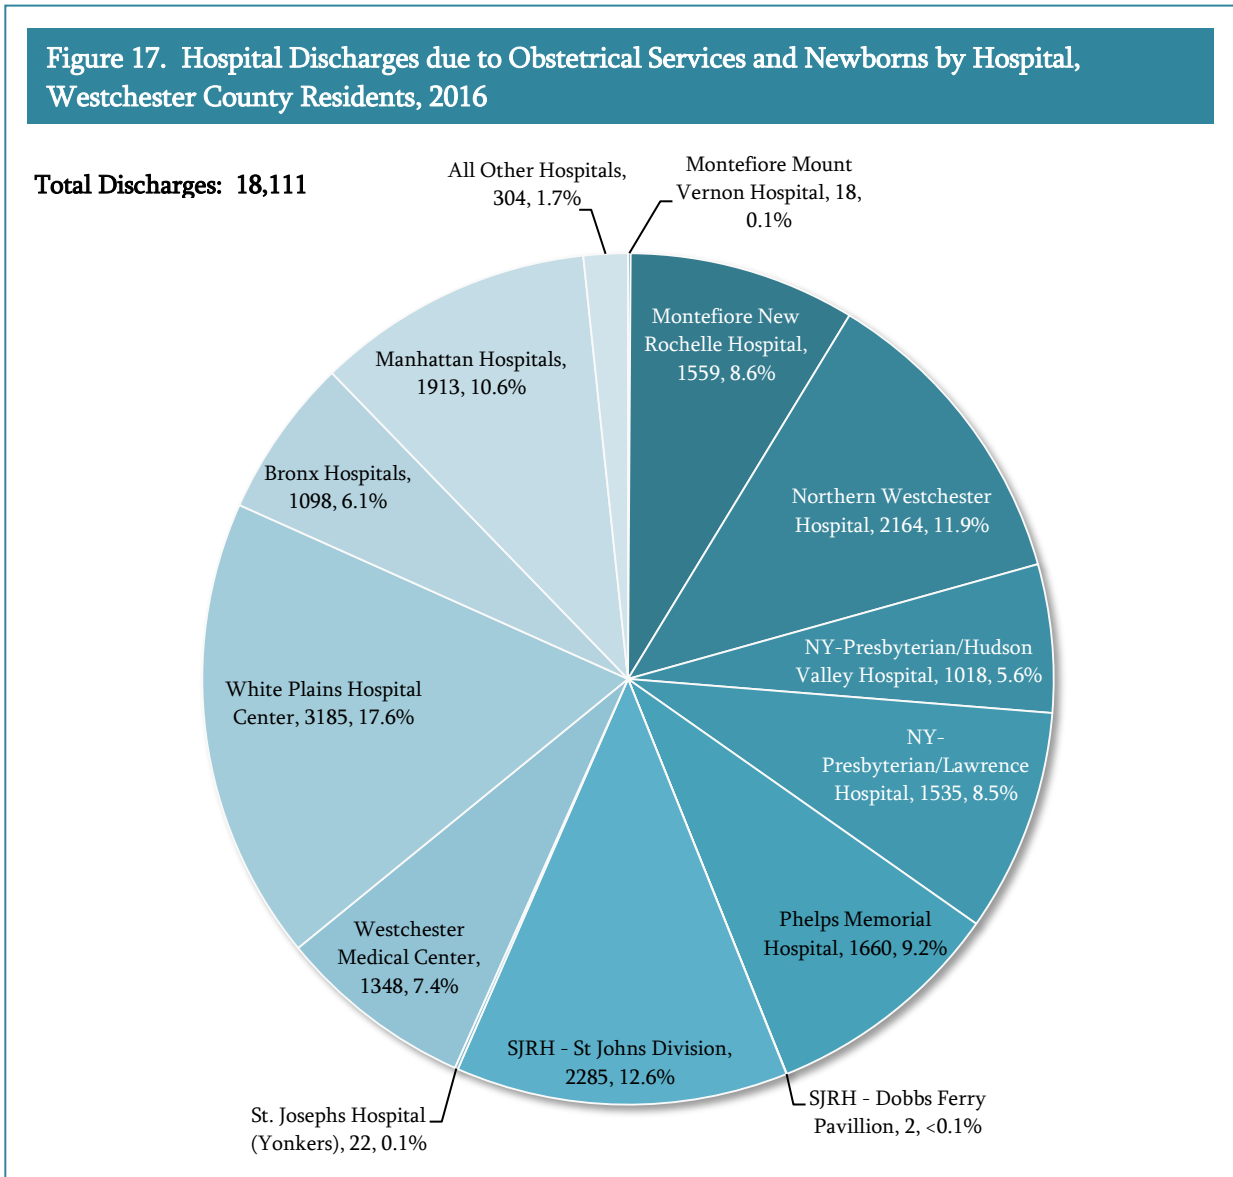 Figure 17.  Hospital Discharges due to Obstetrical Services and Newborns by Hospital,
Westchester County Residents, 2016
Total Discharges:  18,111
All Other Hospitals,
304, 1.7%
Montefiore Mount
Vernon Hospital, 18,
0.1%
Montefiore New
Rochelle Hospital,
1559, 8.6%
Northern Westchester
Hospital, 2164, 11.9%
NY-Presbyterian/Hudson
Valley Hospital, 1018, 5.6%
NY-
Presbyterian/Lawrence
Hospital, 1535, 8.5%
Phelps Memorial
Hospital, 1660, 9.2%
SJRH - Dobbs Ferry
Pavillion, 2, <0.1%
SJRH - St Johns Division,
2285, 12.6%
St. Josephs Hospital
(Yonkers), 22, 0.1%
Westchester
Medical Center,
1348, 7.4%
White Plains Hospital
Center, 3185, 17.6%
Bronx Hospitals,
1098, 6.1%
Manhattan Hospitals,
1913, 10.6%